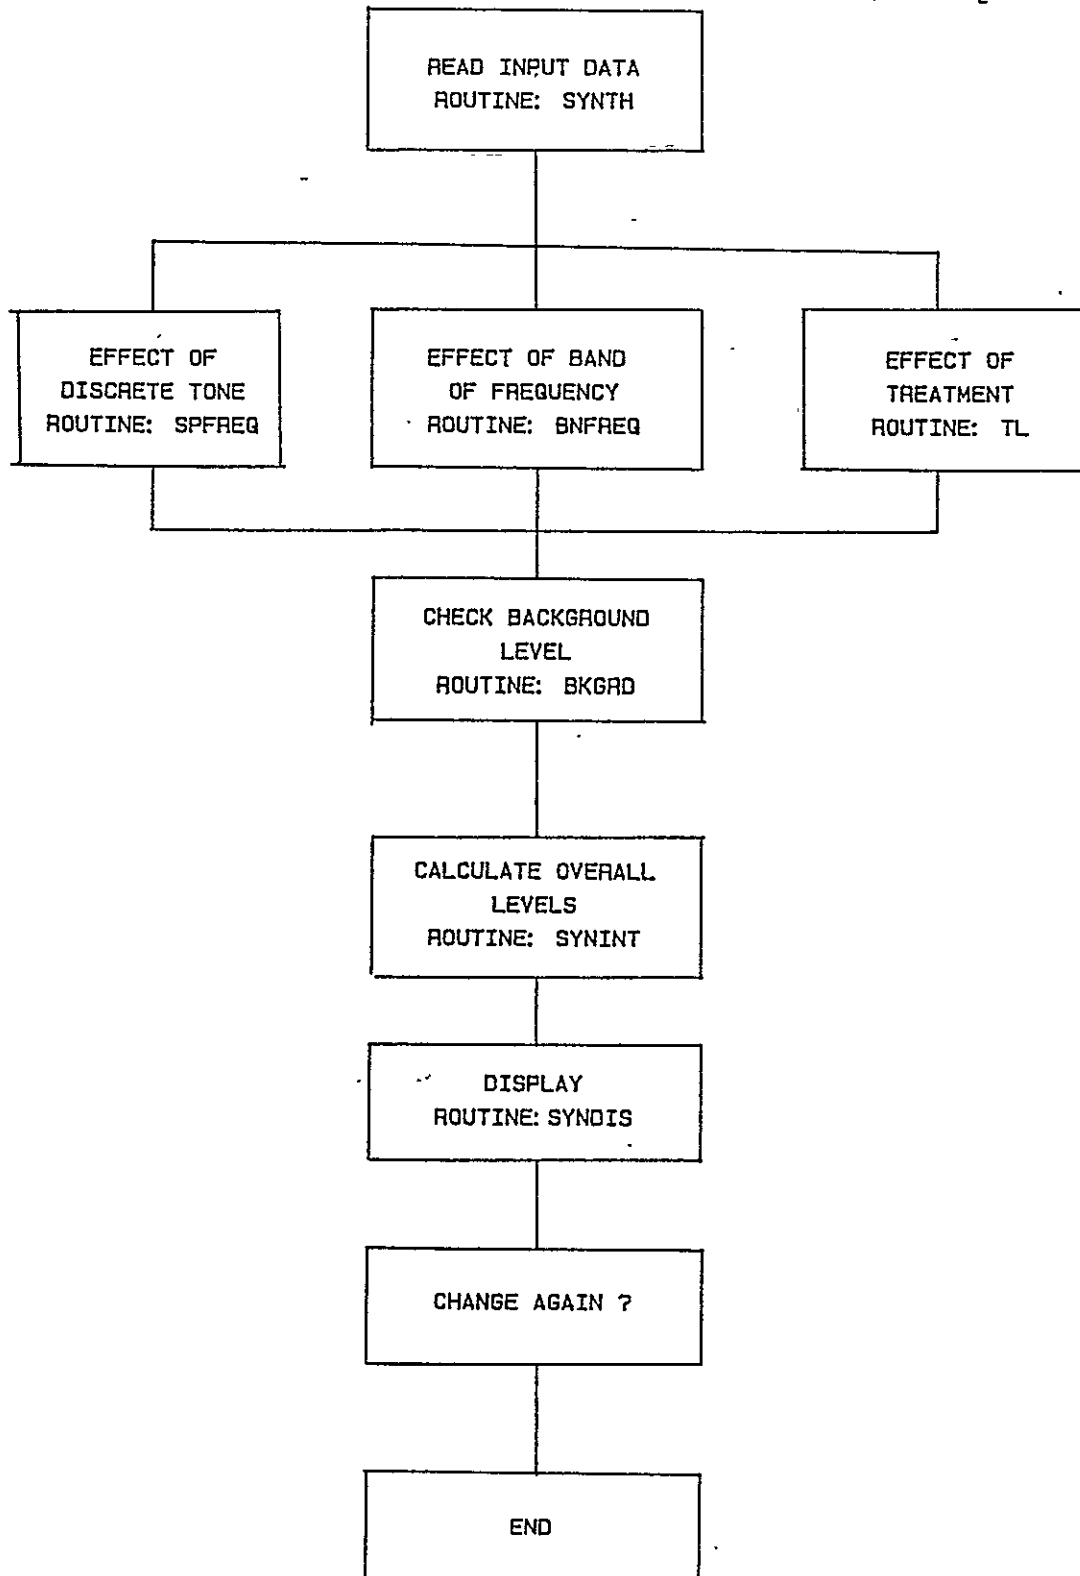 READ INPUT DATA
ROUTINE: SYNTH
EFFECT OF
DISCRETE TONE
ROUTINE: SPFREQ
EFFECT OF BAND
OF FREQUENCY
ROUTINE: BNFREQ
EFFECT OF
TREATMENT
ROUTINE: TL
CHECK BACKGROUND
LEVEL
ROUTINE: BKGRD
CALCULATE OVERALL
LEVELS
ROUTINE: SYNINT
DISPLAY
ROUTINE: SYNDIS
CHANGE AGAIN ?
END